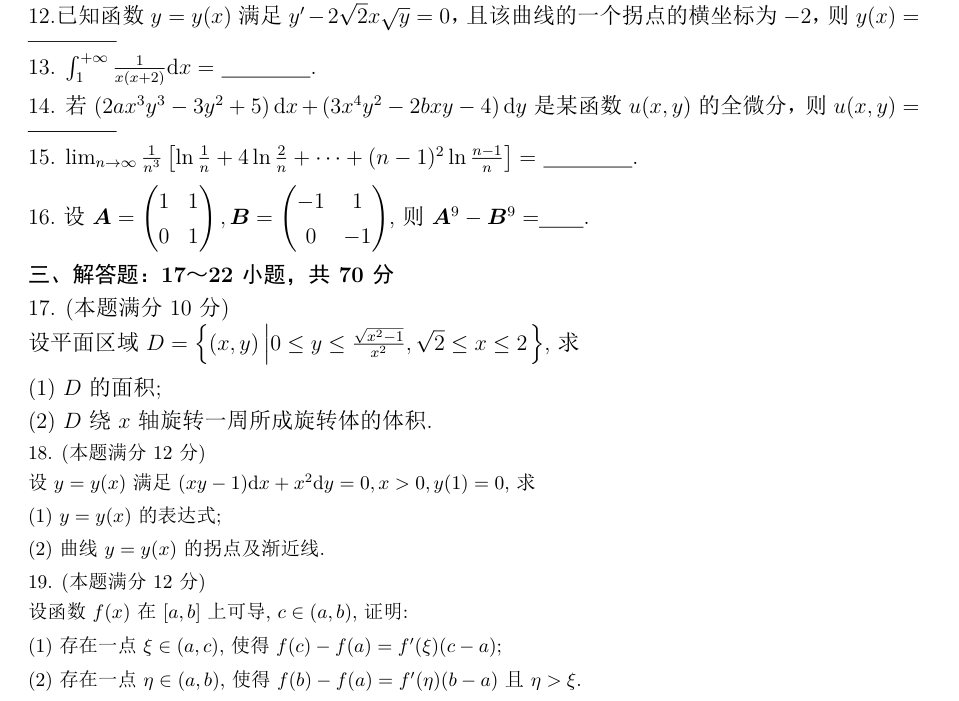 12.已知函数 y = y(x) 满足 y′ − 2√2x√y = 0，且该曲线的一个拐点的横坐标为 −2，则 y(x) =
________
13. ∫₁^{+∞} 1/(x(x+2)) dx = ________.
14. 若 (2ax³y³ − 3y² + 5) dx + (3x⁴y² − 2bxy − 4) dy 是某函数 u(x, y) 的全微分，则 u(x, y) =
________
15. lim_{n→∞} 1/n³ [ln 1/n + 4 ln 2/n + ⋯ + (n − 1)² ln (n−1)/n] = ________.
16. 设 A = (1 1; 0 1), B = (−1 1; 0 −1), 则 A⁹ − B⁹ =____.
三、解答题：17～22 小题，共 70 分
17. (本题满分 10 分)
设平面区域 D = {(x, y) | 0 ≤ y ≤ √(x²−1)/x², √2 ≤ x ≤ 2}, 求
(1) D 的面积;
(2) D 绕 x 轴旋转一周所成旋转体的体积.
18. (本题满分 12 分)
设 y = y(x) 满足 (xy − 1)dx + x²dy = 0, x > 0, y(1) = 0, 求
(1) y = y(x) 的表达式;
(2) 曲线 y = y(x) 的拐点及渐近线.
19. (本题满分 12 分)
设函数 f(x) 在 [a, b] 上可导, c ∈ (a, b), 证明:
(1) 存在一点 ξ ∈ (a, c), 使得 f(c) − f(a) = f′(ξ)(c − a);
(2) 存在一点 η ∈ (a, b), 使得 f(b) − f(a) = f′(η)(b − a) 且 η > ξ.